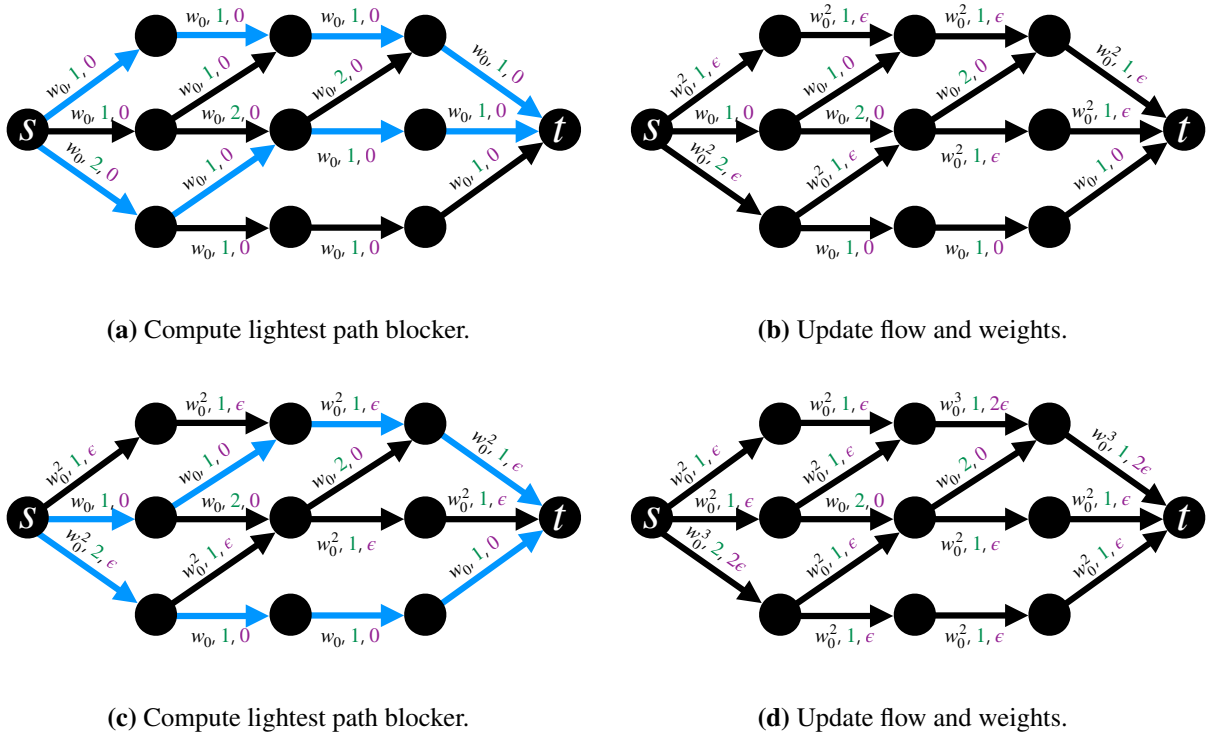 w₀, 1, 0
w₀, 1, 0
w₀, 1, 0
w₀, 1, 0
w₀, 1, 0
w₀, 2, 0
w₀, 1, 0
w₀, 2, 0
w₀, 1, 0
s
t
w₀, 2, 0
w₀, 1, 0
w₀, 1, 0
w₀, 1, 0
w₀, 1, 0
w₀, 1, 0
(a) Compute lightest path blocker.
w₀², 1, ϵ
w₀², 1, ϵ
w₀², 1, ϵ
w₀², 1, ϵ
w₀, 1, 0
w₀, 2, 0
w₀, 1, 0
w₀, 2, 0
w₀², 1, ϵ
s
t
w₀², 2, ϵ
w₀², 1, ϵ
w₀², 1, ϵ
w₀, 1, 0
w₀, 1, 0
w₀, 1, 0
(b) Update flow and weights.
w₀², 1, ϵ
w₀², 1, ϵ
w₀², 1, ϵ
w₀², 1, ϵ
w₀, 1, 0
w₀, 2, 0
w₀, 1, 0
w₀, 2, 0
w₀², 1, ϵ
s
t
w₀², 2, ϵ
w₀², 1, ϵ
w₀², 1, ϵ
w₀, 1, 0
w₀, 1, 0
w₀, 1, 0
(c) Compute lightest path blocker.
w₀², 1, ϵ
w₀³, 1, 2ϵ
w₀², 1, ϵ
w₀³, 1, 2ϵ
w₀², 1, ϵ
w₀, 2, 0
w₀², 1, ϵ
w₀, 2, 0
w₀², 1, ϵ
s
t
w₀³, 2, 2ϵ
w₀², 1, ϵ
w₀², 1, ϵ
w₀², 1, ϵ
w₀², 1, ϵ
w₀², 1, ϵ
(d) Update flow and weights.